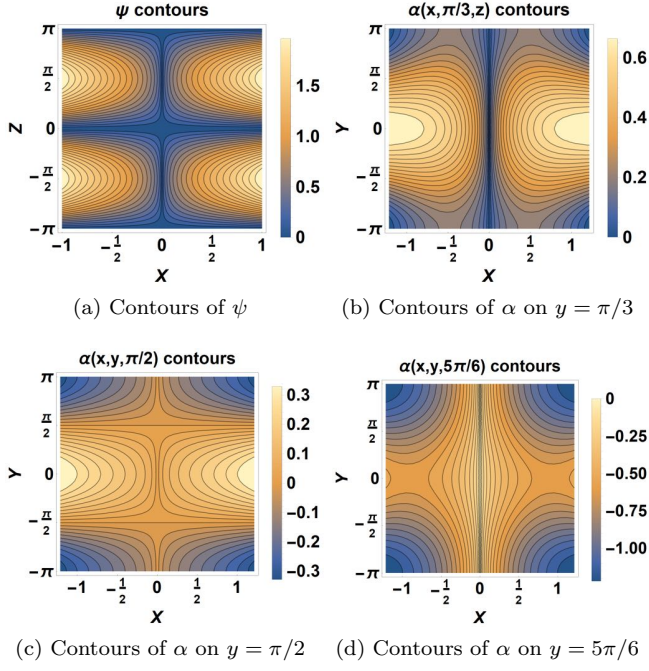 ψ contours
π
π/2
0
−π/2
−π
Z
−1
−1/2
0
1/2
1
X
1.5
1.0
0.5
0
(a) Contours of ψ
α(x,π/3,z) contours
π
π/2
0
−π/2
−π
Y
−1
−1/2
0
1/2
1
X
0.6
0.4
0.2
0
(b) Contours of α on y = π/3
α(x,y,π/2) contours
π
π/2
0
−π/2
−π
Y
−1
−1/2
0
1/2
1
X
0.3
0.2
0.1
0
−0.1
−0.2
−0.3
(c) Contours of α on y = π/2
α(x,y,5π/6) contours
π
π/2
0
−π/2
−π
Y
−1
−1/2
0
1/2
1
X
0
−0.25
−0.50
−0.75
−1.00
(d) Contours of α on y = 5π/6